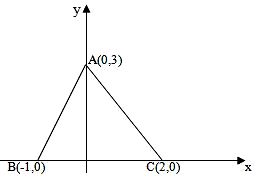 y
A(0,3)
B(-1,0) C(2,0) x